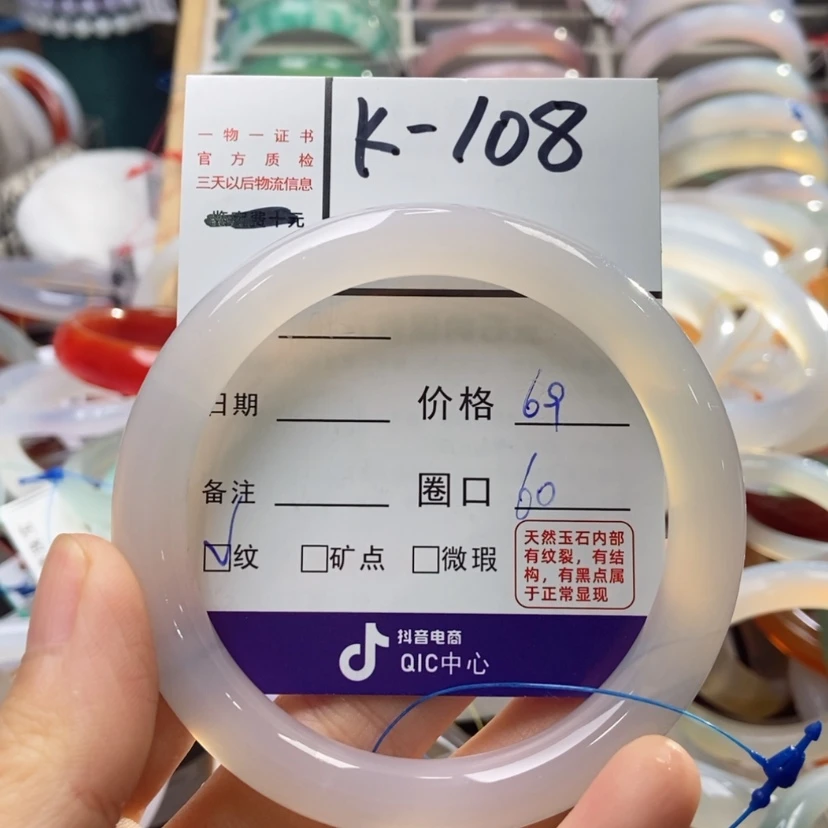 一物一证书
官方质检
三天以后物流信息
K-108
日期
价格 69
备注
圈口 60
纹
矿点
微瑕
天然玉石内部
有纹裂,有结
构,有黑点属
于正常显现
抖音电商
QIC中心